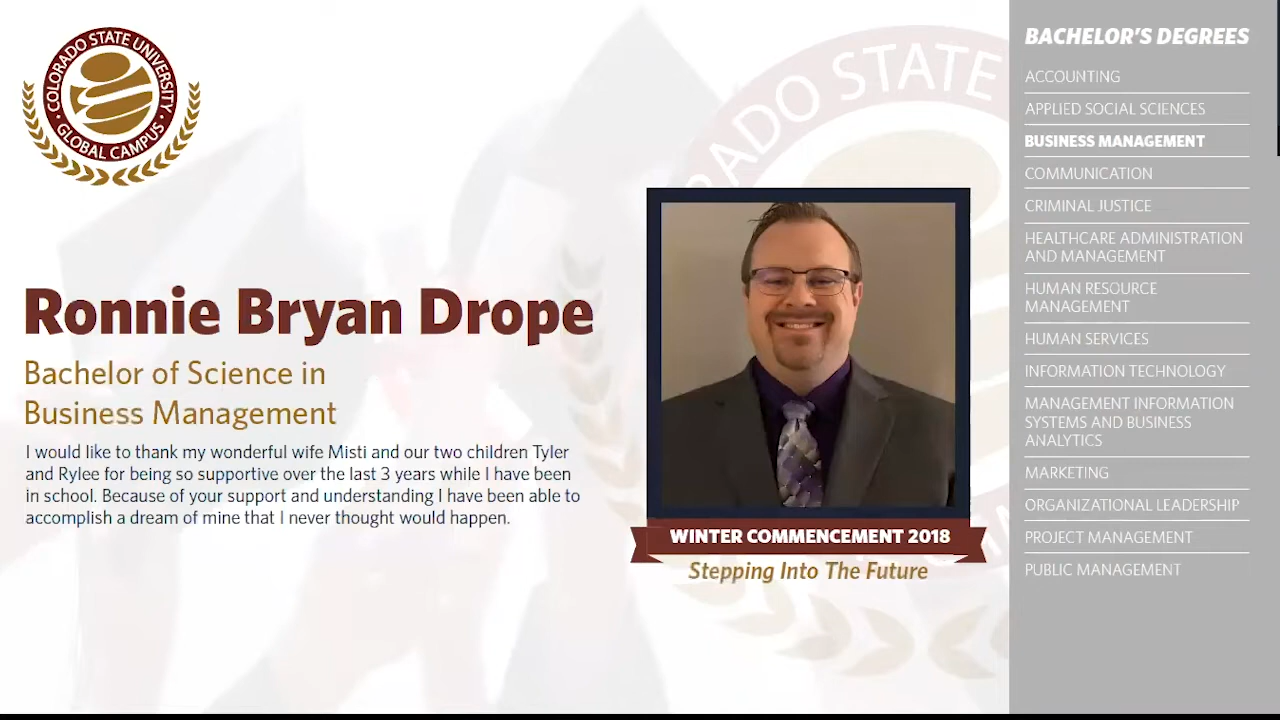 COLORADO STATE UNIVERSITY
GLOBAL CAMPUS
Ronnie Bryan Drope
Bachelor of Science in
Business Management
I would like to thank my wonderful wife Misti and our two children Tyler
and Rylee for being so supportive over the last 3 years while I have been
in school. Because of your support and understanding I have been able to
accomplish a dream of mine that I never thought would happen.
RADO STATE
WINTER COMMENCEMENT 2018
Stepping Into The Future
BACHELOR'S DEGREES
ACCOUNTING
APPLIED SOCIAL SCIENCES
BUSINESS MANAGEMENT
COMMUNICATION
CRIMINAL JUSTICE
HEALTHCARE ADMINISTRATION
AND MANAGEMENT
HUMAN RESOURCE
MANAGEMENT
HUMAN SERVICES
INFORMATION TECHNOLOGY
MANAGEMENT INFORMATION
SYSTEMS AND BUSINESS
ANALYTICS
MARKETING
ORGANIZATIONAL LEADERSHIP
PROJECT MANAGEMENT
PUBLIC MANAGEMENT